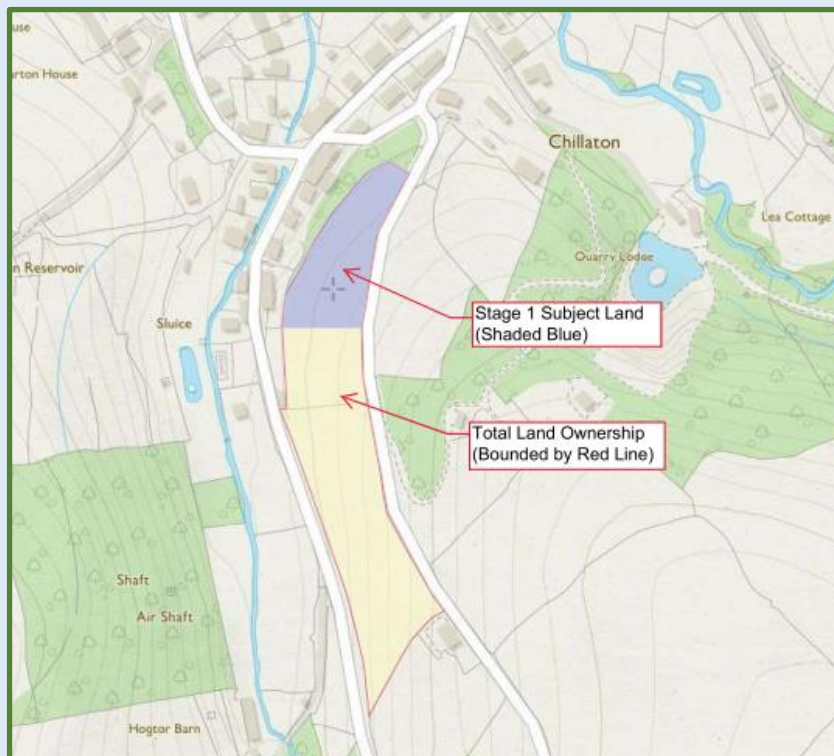 use
arton House
Chillaton
Lea Cottage
Quarry Lodge
n Reservoir
Stage 1 Subject Land
(Shaded Blue)
Sluice
Total Land Ownership
(Bounded by Red Line)
Shaft
Air Shaft
Hogtor Barn